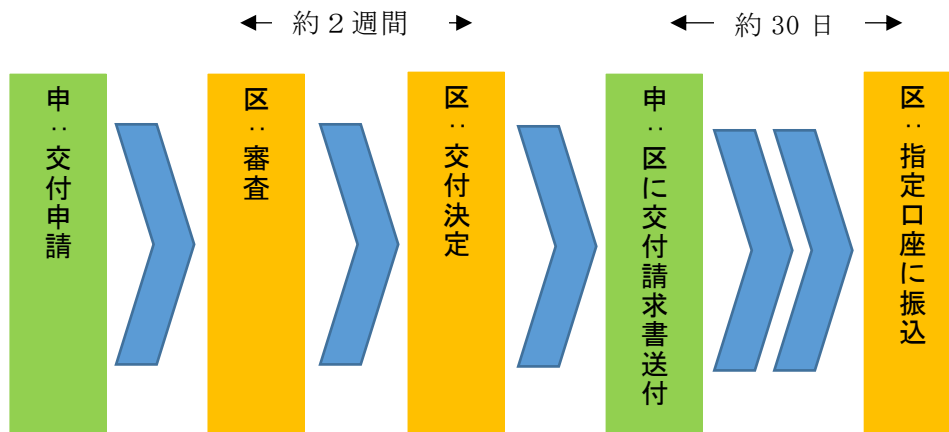 約２週間
約 30 日
申：交付申請
区：審査
区：交付決定
申：区に交付請求書送付
区：指定口座に振込